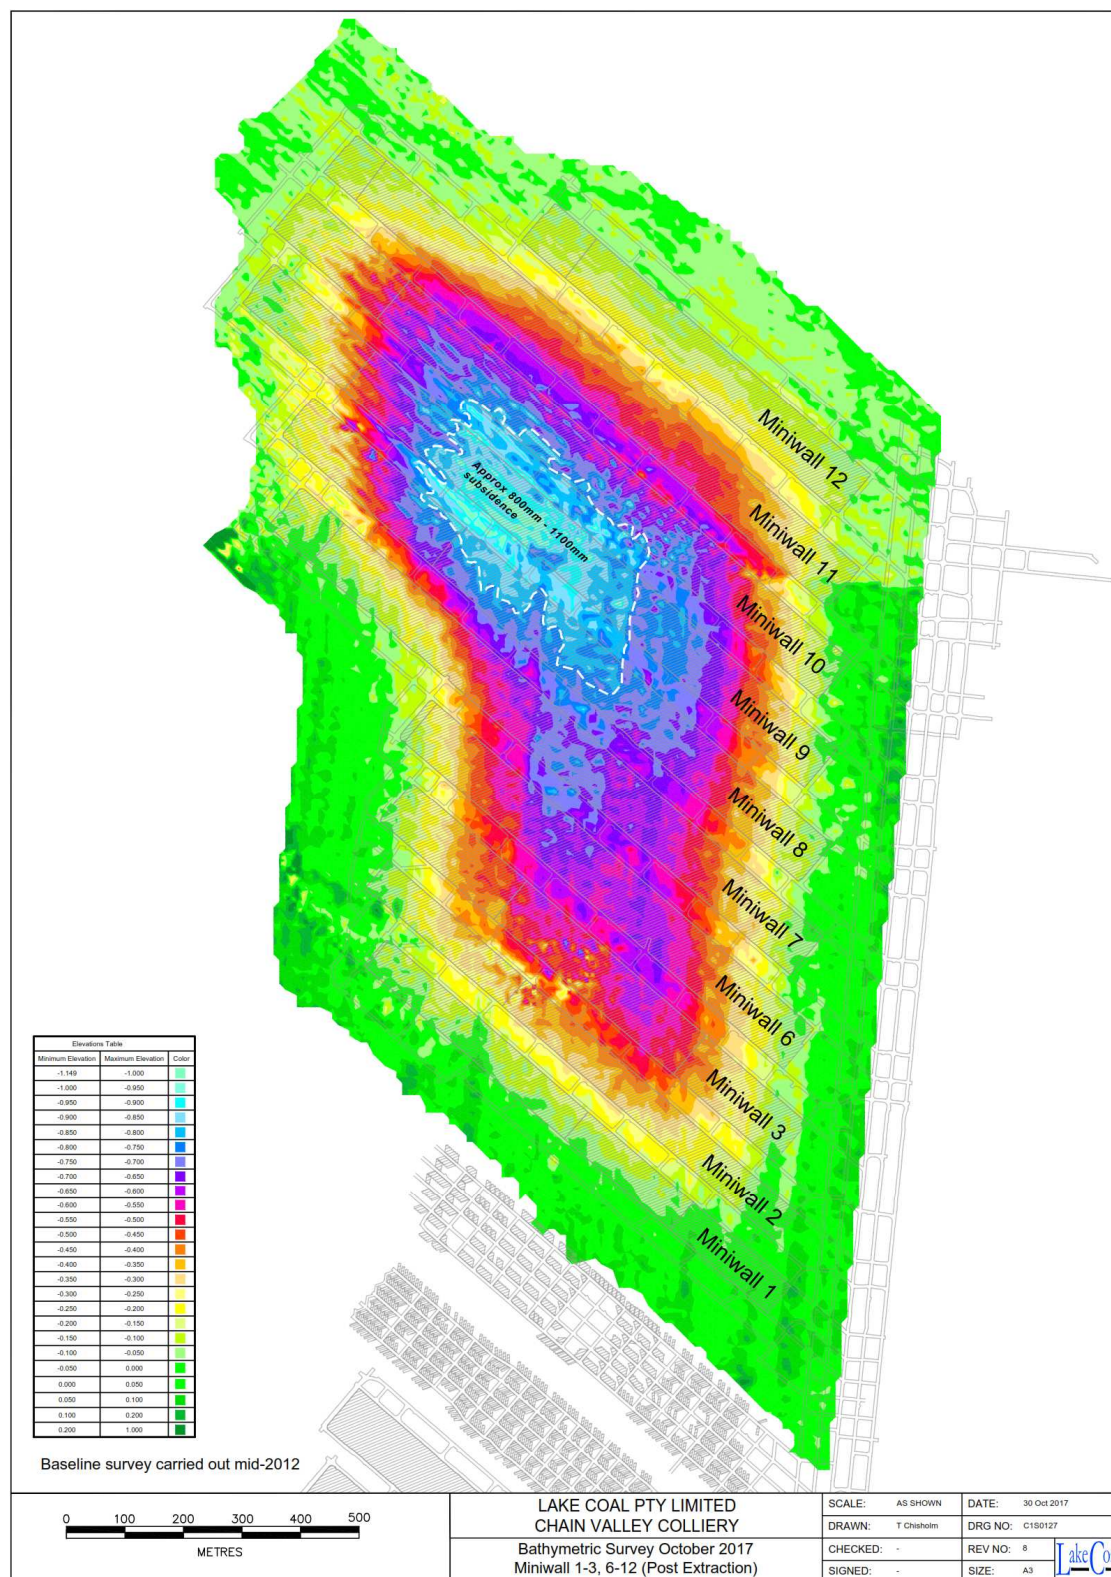 Miniwall 12
Miniwall 11
Approx 800mm - 1100mm
subsidence
Miniwall 10
Miniwall 9
Miniwall 8
Miniwall 7
Miniwall 6
Miniwall 3
Miniwall 2
Miniwall 1
Elevations Table
Minimum Elevation Maximum Elevation Color
-1.149 -1.000
-1.000 -0.950
-0.950 -0.900
-0.900 -0.850
-0.850 -0.800
-0.800 -0.750
-0.750 -0.700
-0.700 -0.650
-0.650 -0.600
-0.600 -0.550
-0.550 -0.500
-0.500 -0.450
-0.450 -0.400
-0.400 -0.350
-0.350 -0.300
-0.300 -0.250
-0.250 -0.200
-0.200 -0.150
-0.150 -0.100
-0.100 -0.050
-0.050 0.000
0.000 0.050
0.050 0.100
0.100 0.200
0.200 1.000
Baseline survey carried out mid-2012
0 100 200 300 400 500
METRES
LAKE COAL PTY LIMITED
CHAIN VALLEY COLLIERY
Bathymetric Survey October 2017
Miniwall 1-3, 6-12 (Post Extraction)
SCALE: AS SHOWN DATE: 30 Oct 2017
DRAWN: T Chisholm DRG NO: C1S0127
CHECKED: - REV NO: 8
SIGNED: - SIZE: A3
LakeCo